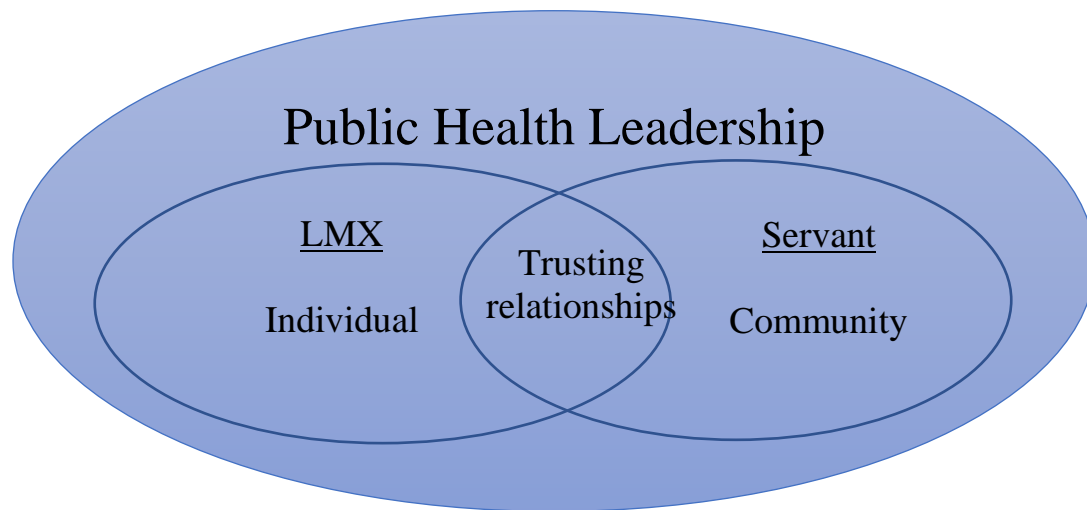 Public Health Leadership
LMX
Individual
Trusting
relationships
Servant
Community